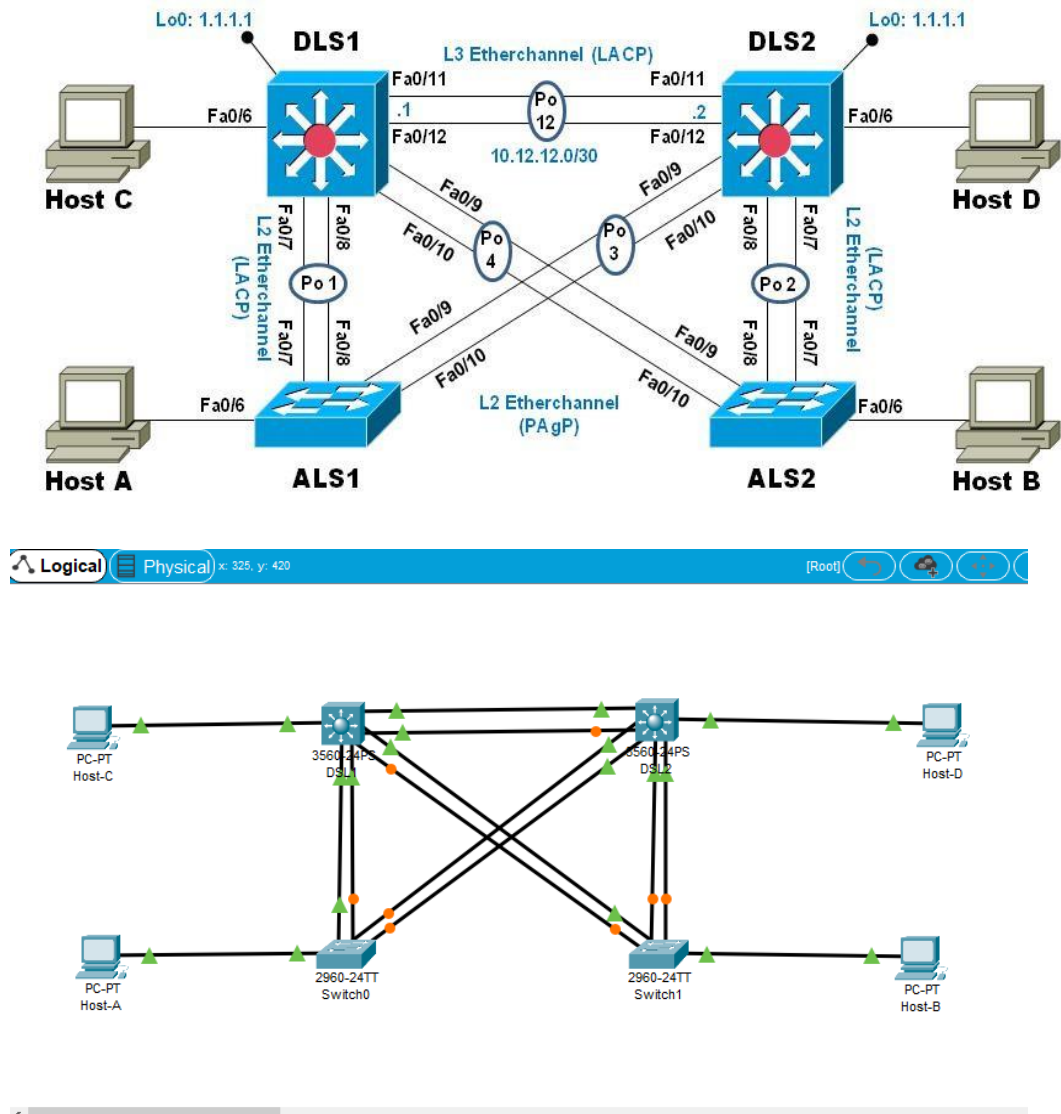 Lo0: 1.1.1.1
Lo0: 1.1.1.1
DLS1
DLS2
L3 Etherchannel (LACP)
Fa0/11
Fa0/11
Fa0/6
.1
Po
12
.2
Fa0/6
Fa0/12
Fa0/12
10.12.12.0/30
Host C
Host D
Fa0/9
Fa0/9
Fa0/10
Fa0/10
Fa0/7
Fa0/8
Fa0/8
Fa0/7
L2 Etherchannel
(LACP)
Po
4
Po
3
(LACP)
L2 Etherchannel
Po 1
Po 2
Fa0/7
Fa0/8
Fa0/9
Fa0/10
Fa0/9
Fa0/10
Fa0/8
Fa0/7
Fa0/6
L2 Etherchannel
(PAgP)
Fa0/6
Host A
ALS1
ALS2
Host B
Logical
Physical
x: 325, y: 420
[Root]
PC-PT
Host-C
3560-24PS
DSL1
3560-24PS
DSL2
PC-PT
Host-D
PC-PT
Host-A
2960-24TT
Switch0
2960-24TT
Switch1
PC-PT
Host-B